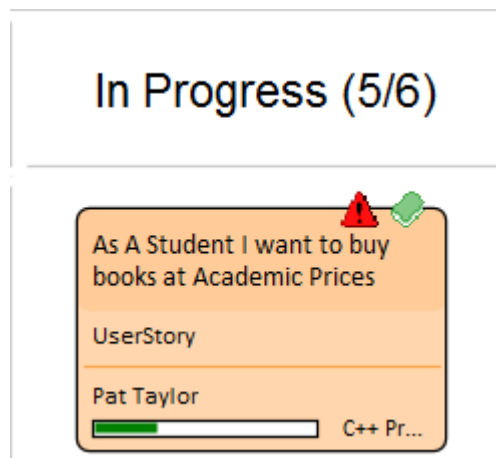 In Progress (5/6)
As A Student I want to buy
books at Academic Prices
UserStory
Pat Taylor
C++ Pr...